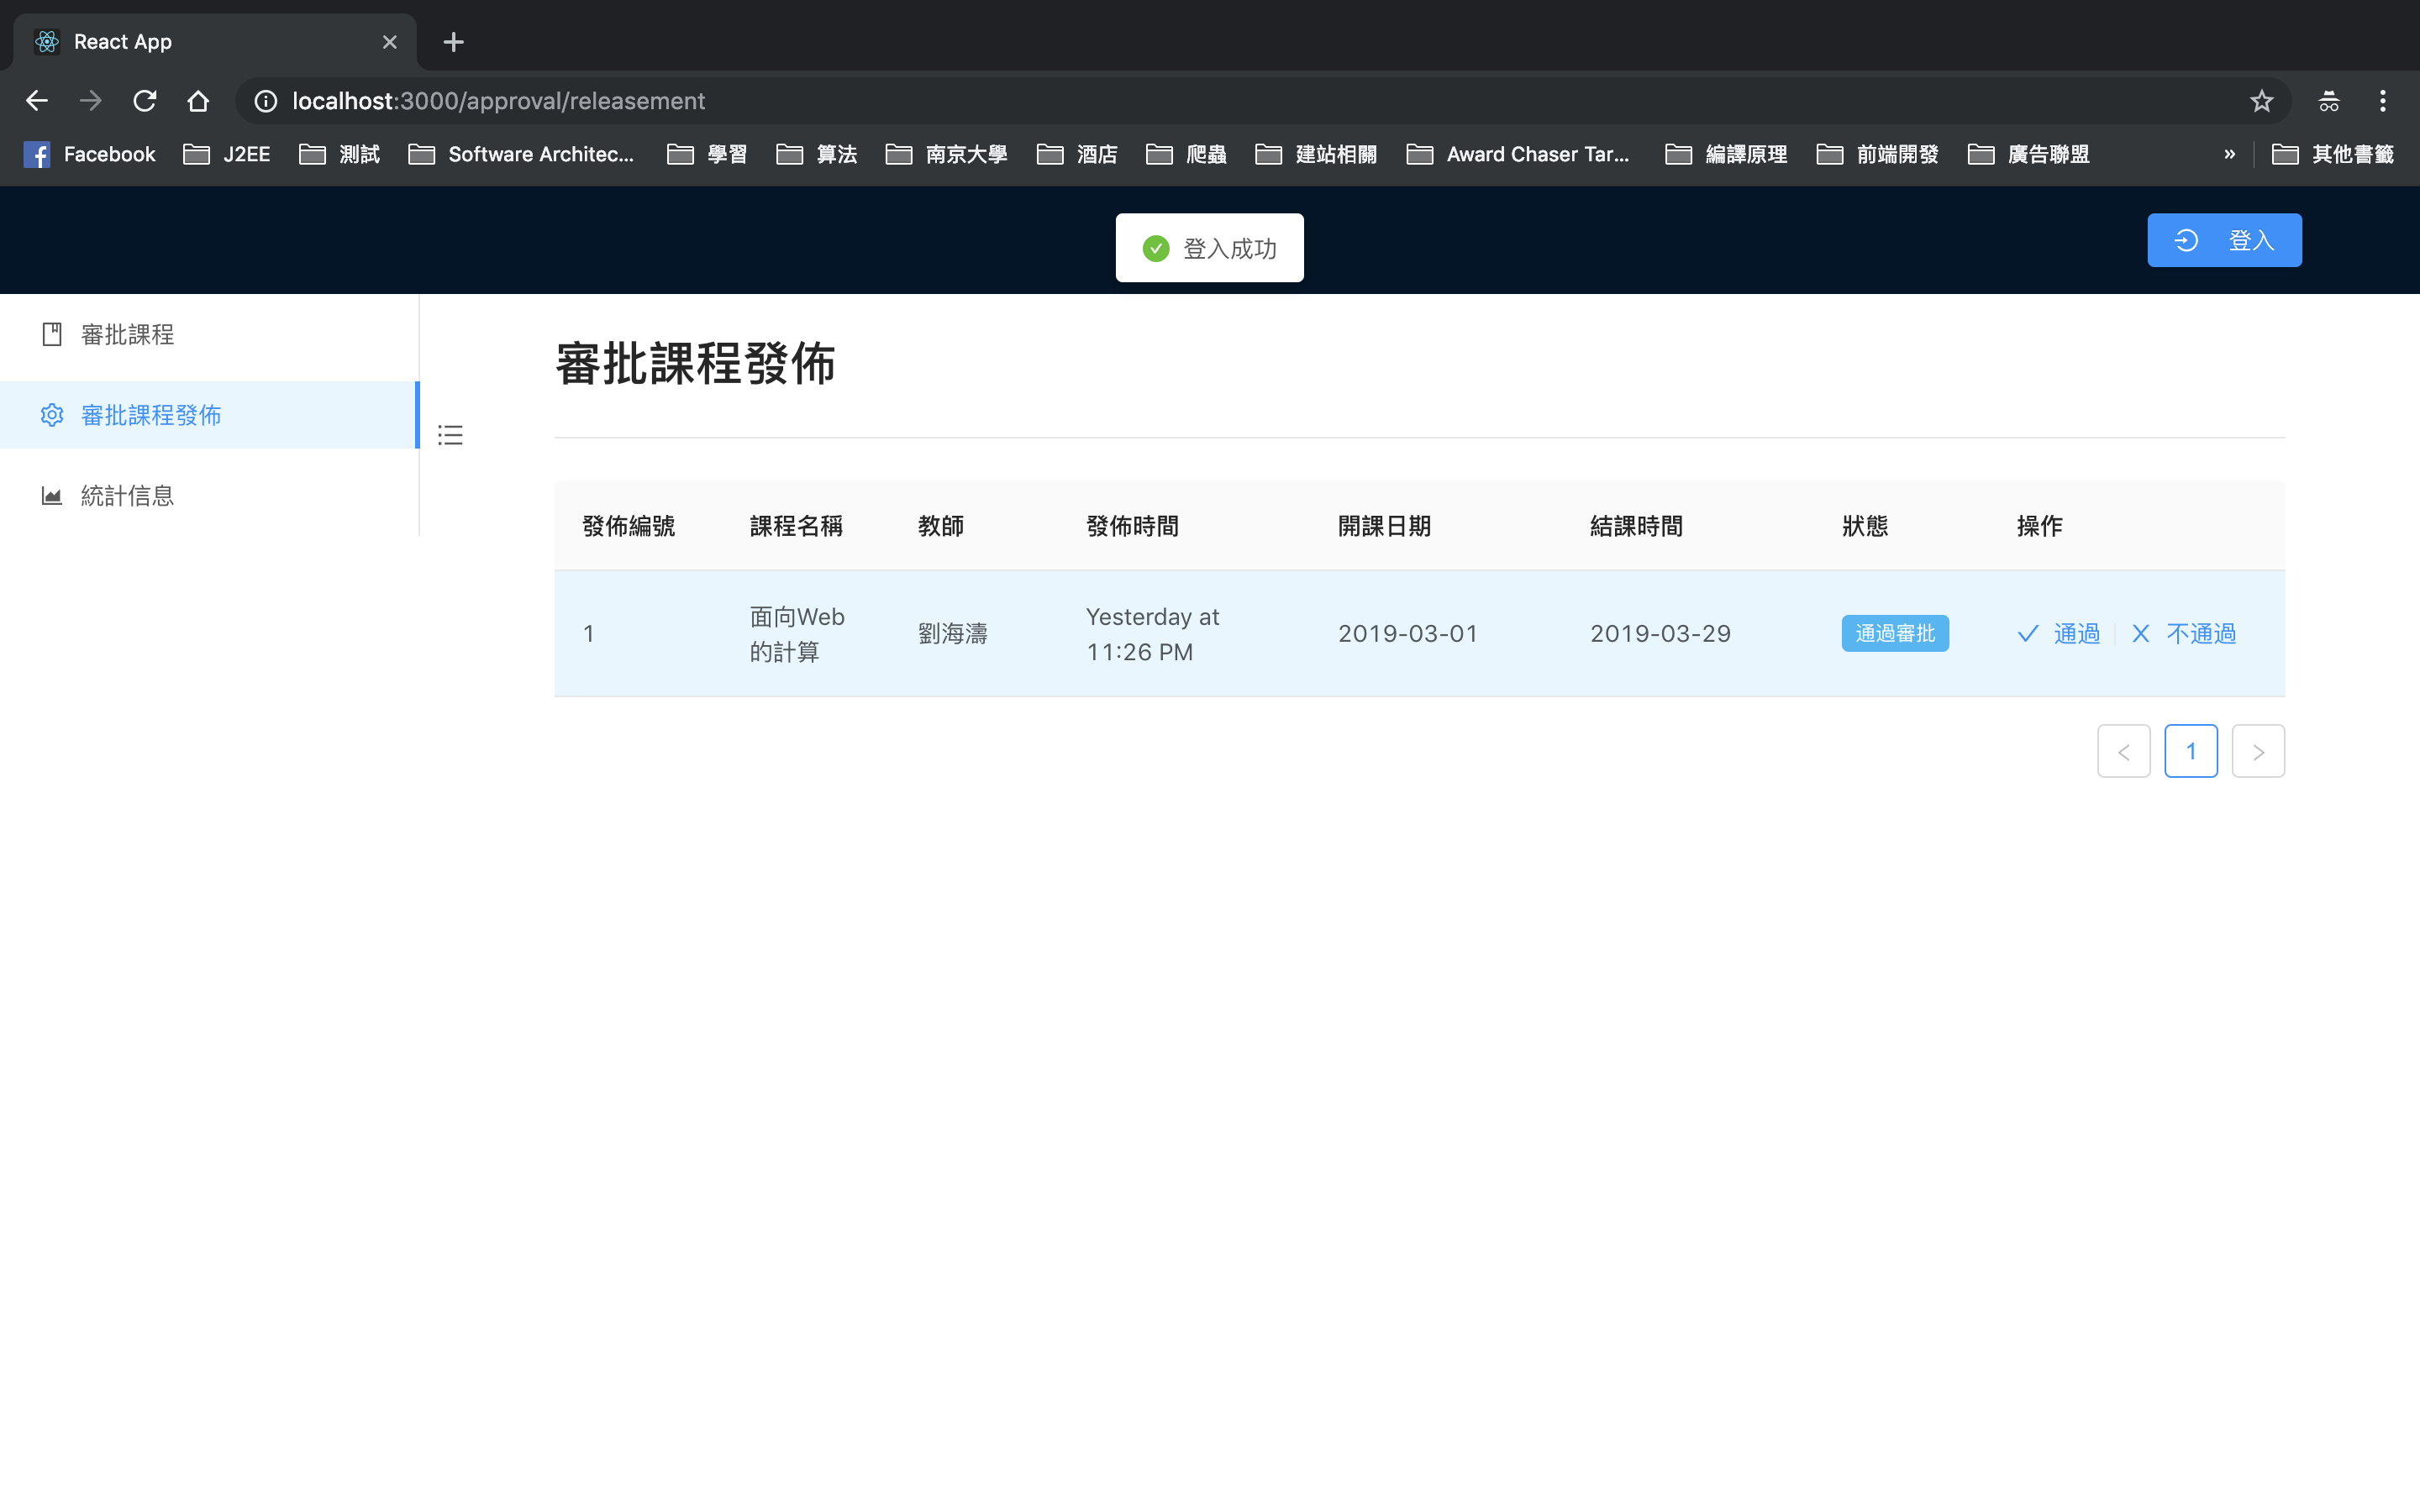 React App
localhost:3000/approval/releasement
Facebook J2EE 測試 Software Architec... 學習 算法 南京大學 酒店 爬蟲 建站相關 Award Chaser Tar... 編譯原理 前端開發 廣告聯盟 » 其他書籤
登入成功
登入
審批課程
審批課程發佈
統計信息
審批課程發佈
發佈編號 課程名稱 教師 發佈時間 開課日期 結課時間 狀態 操作
1 面向Web的計算 劉海濤 Yesterday at 11:26 PM 2019-03-01 2019-03-29 通過審批 通過 不通過
1